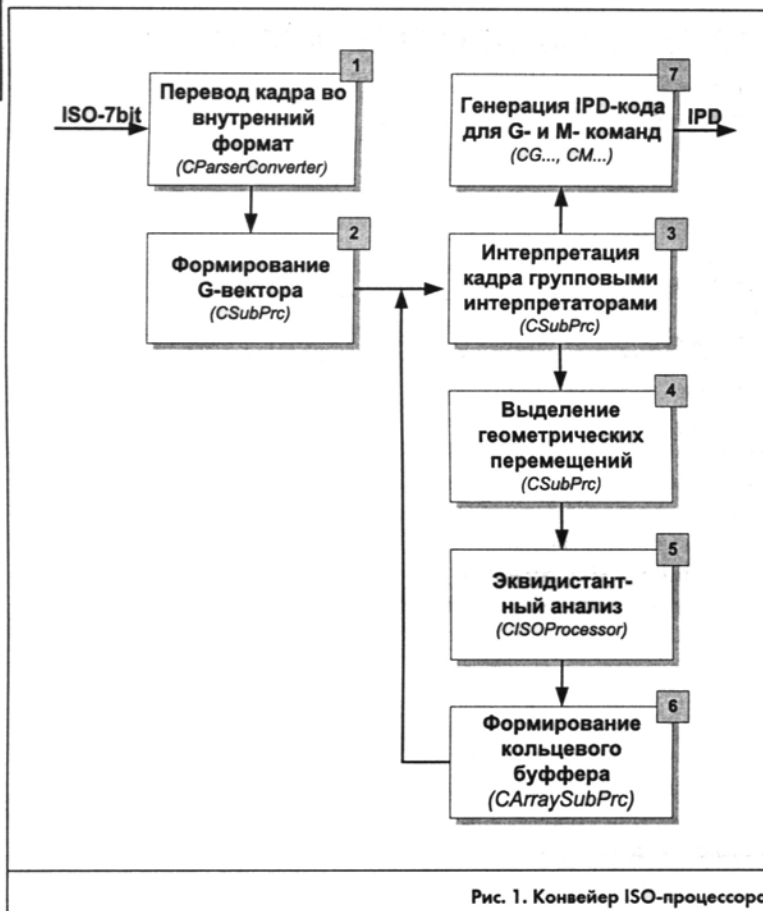 1
Перевод кадра во
внутренний
формат
(CParserConverter)
ISO-7bit
2
Формирование
G-вектора
(CSubPrc)
7
Генерация IPD-кода
для G- и M- команд
(CG..., CM...)
IPD
3
Интерпретация
кадра групповыми
интерпретаторами
(CSubPrc)
4
Выделение
геометрических
перемещений
(CSubPrc)
5
Эквидистант-
ный анализ
(CISOProcessor)
6
Формирование
кольцевого
буффера
(CArraySubPrc)
Рис. 1. Конвейер ISO-процессора